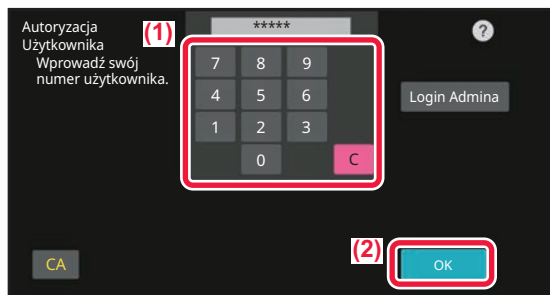 Autoryzacja
Użytkownika
Wprowadź swój
numer użytkownika.
(1)
*****
?
7 8 9
4 5 6
1 2 3
0 C
Login Admina
(2)
CA
OK